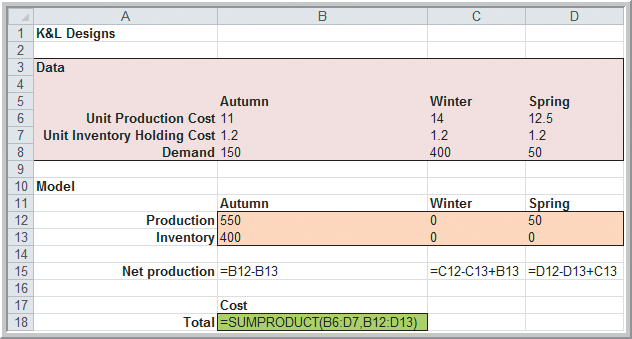 A B C D
1 K&L Designs
2
3 Data
4
5 Autumn Winter Spring
6 Unit Production Cost 11 14 12.5
7 Unit Inventory Holding Cost 1.2 1.2 1.2
8 Demand 150 400 50
9
10 Model
11 Autumn Winter Spring
12 Production 550 0 50
13 Inventory 400 0 0
14
15 Net production =B12-B13 =C12-C13+B13 =D12-D13+C13
16
17 Cost
18 Total =SUMPRODUCT(B6:D7,B12:D13)